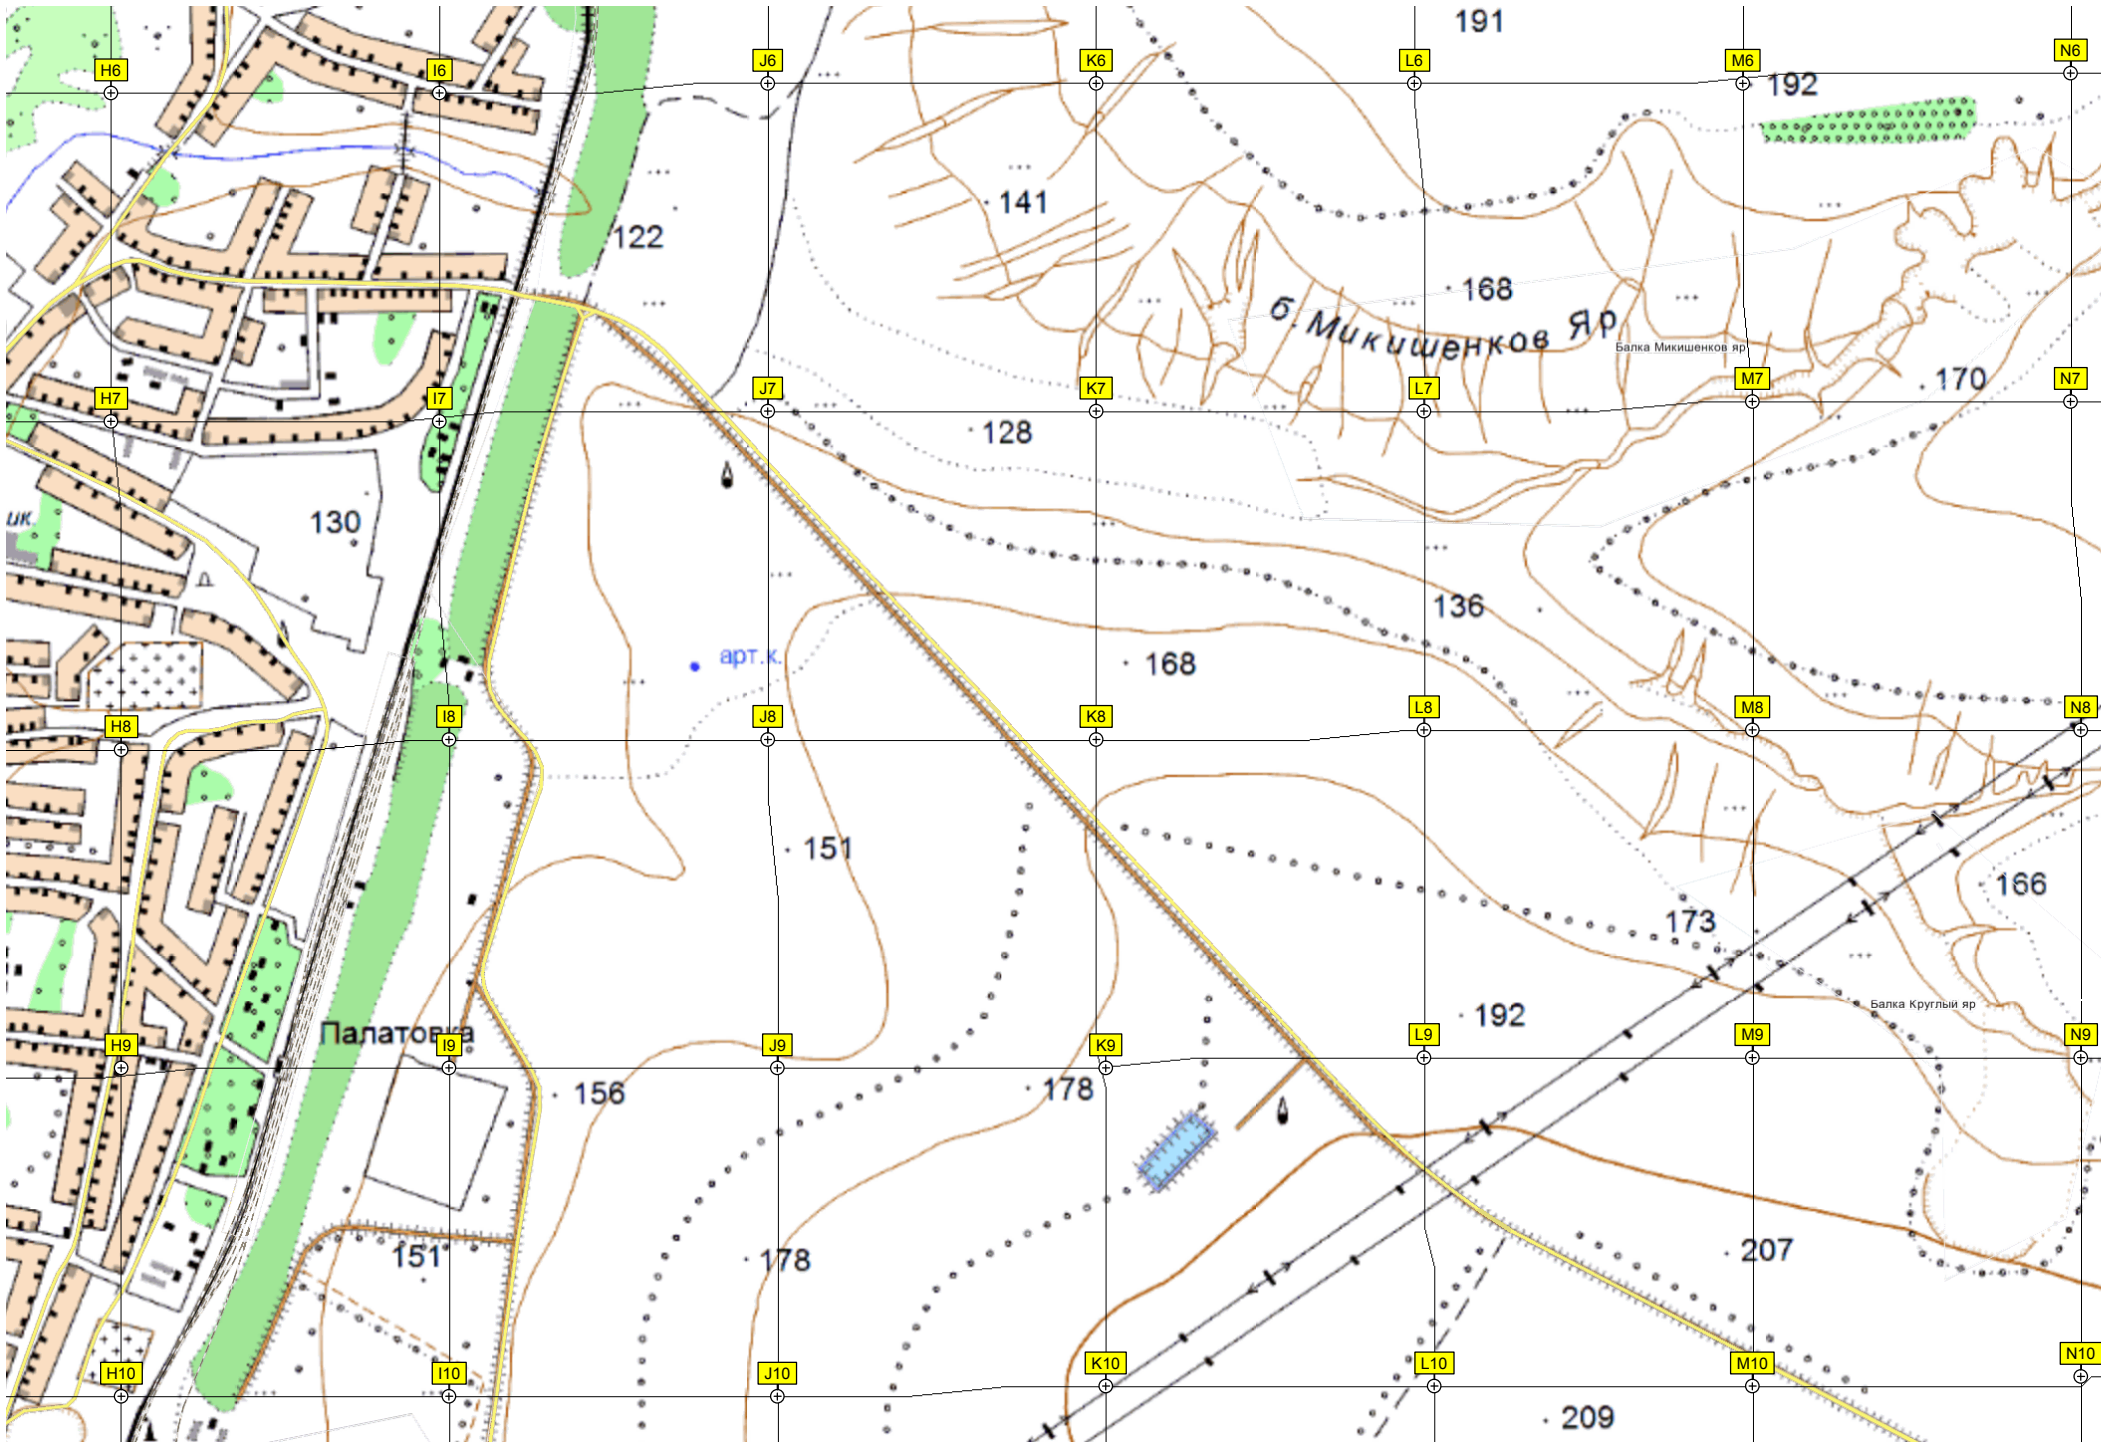 191
H6
I6
J6
K6
L6
M6
N6
192
141
122
168
б. Микишенков Яр
Балка Микишенков яр
170
H7
I7
J7
K7
L7
M7
N7
128
130
ик.
136
арт.к.
168
H8
I8
J8
K8
L8
M8
N8
151
166
173
Балка Круглый яр
192
Палатовка
H9
I9
J9
K9
L9
M9
N9
156
178
151
178
207
H10
I10
J10
K10
L10
M10
N10
209